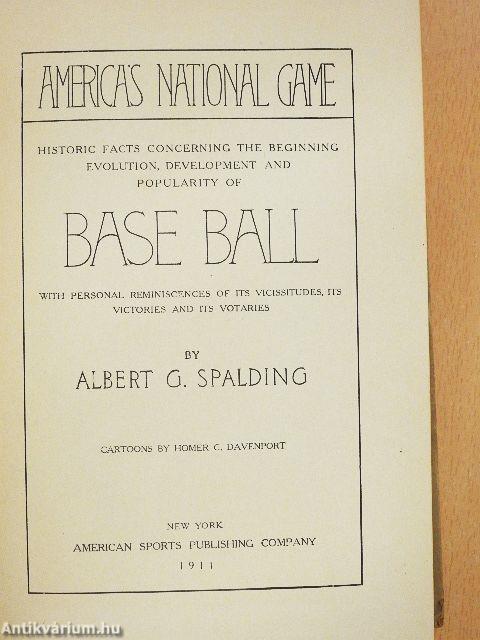 AMERICA'S NATIONAL GAME
HISTORIC FACTS CONCERNING THE BEGINNING
EVOLUTION, DEVELOPMENT AND
POPULARITY OF
BASE BALL
WITH PERSONAL REMINISCENCES OF ITS VICISSITUDES, ITS
VICTORIES AND ITS VOTARIES
BY
ALBERT G. SPALDING
CARTOONS BY HOMER C. DAVENPORT
NEW YORK
AMERICAN SPORTS PUBLISHING COMPANY
1911
Antikvárium.hu